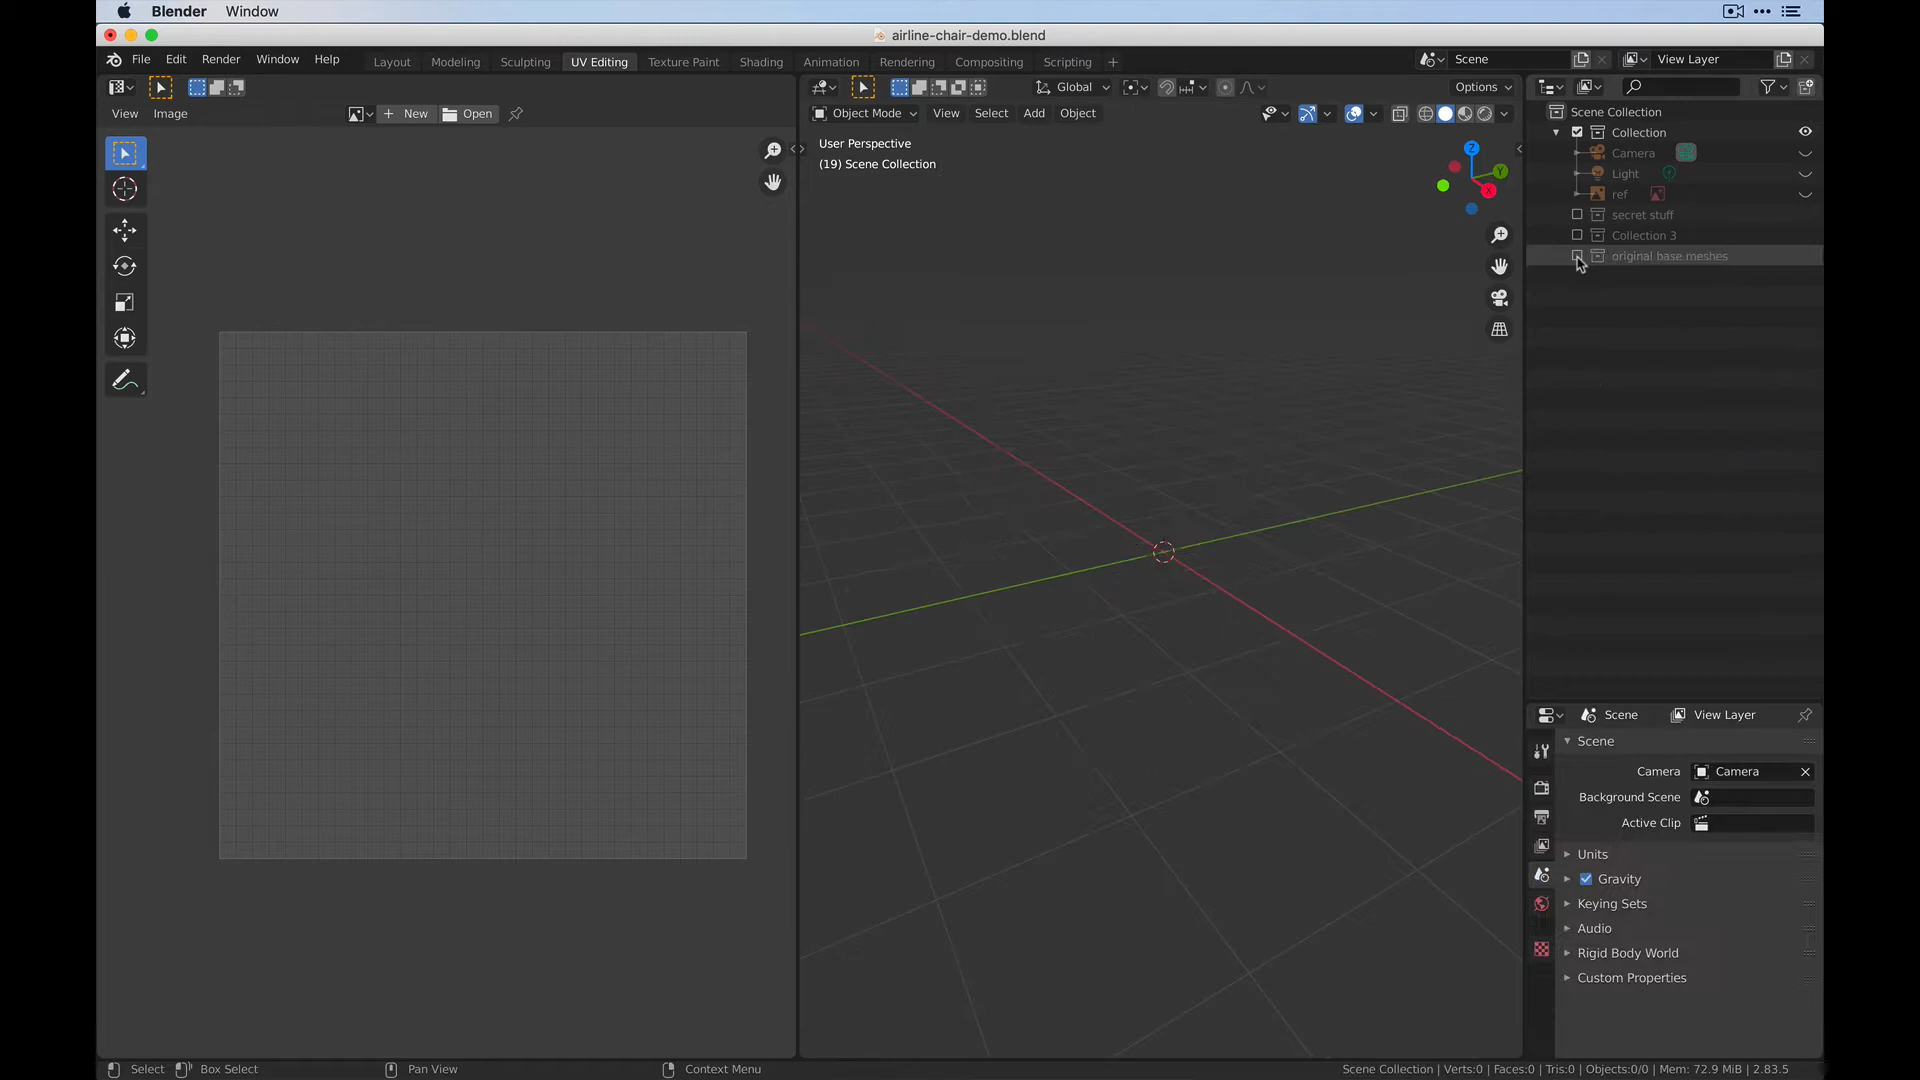 Blender Window
airline-chair-demo.blend
File Edit Render Window Help Layout Modeling Sculpting UV Editing Texture Paint Shading Animation Rendering Compositing Scripting + Scene View Layer
Global Options
View Image + New Open Object Mode View Select Add Object
User Perspective
(19) Scene Collection
Z
Y
X
Scene Collection
Collection
Camera
Light
ref
secret stuff
Collection 3
original base meshes
Scene View Layer
Scene
Camera Camera
Background Scene
Active Clip
Units
Gravity
Keying Sets
Audio
Rigid Body World
Custom Properties
Select Box Select Pan View Context Menu Scene Collection | Verts:0 | Faces:0 | Tris:0 | Objects:0/0 | Mem: 72.9 MiB | 2.83.5